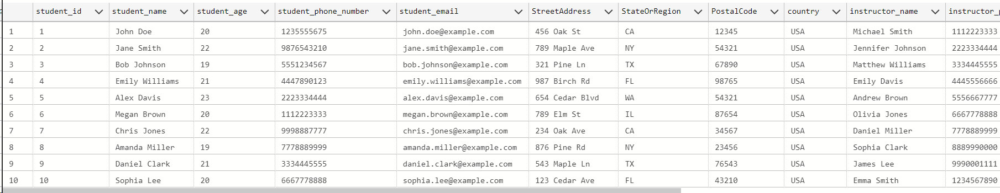 student_id student_name student_age student_phone_number student_email StreetAddress StateOrRegion PostalCode country instructor_name
1 1 John Doe 20 1235555675 john.doe@example.com 456 Oak St CA 12345 USA Michael Smith 1112223333
2 2 Jane Smith 22 9876543210 jane.smith@example.com 789 Maple Ave NY 54321 USA Jennifer Johnson 2223334444
3 3 Bob Johnson 19 5551234567 bob.johnson@example.com 321 Pine Ln TX 67890 USA Matthew Williams 3334445555
4 4 Emily Williams 21 4447890123 emily.williams@example.com 987 Birch Rd FL 98765 USA Emily Davis 4445556666
5 5 Alex Davis 23 2223334444 alex.davis@example.com 654 Cedar Blvd WA 54321 USA Andrew Brown 5556667777
6 6 Megan Brown 20 1112223333 megan.brown@example.com 789 Elm St IL 87654 USA Olivia Jones 6667778888
7 7 Chris Jones 22 9998887777 chris.jones@example.com 234 Oak Ave CA 34567 USA Daniel Miller 7778889999
8 8 Amanda Miller 19 7778889999 amanda.miller@example.com 876 Pine Rd NY 23456 USA Sophia Clark 8889990000
9 9 Daniel Clark 21 3334445555 daniel.clark@example.com 543 Maple Ln TX 76543 USA James Lee 9990001111
10 10 Sophia Lee 20 6667778888 sophia.lee@example.com 123 Cedar Ave FL 43210 USA Emma Smith 1234567890